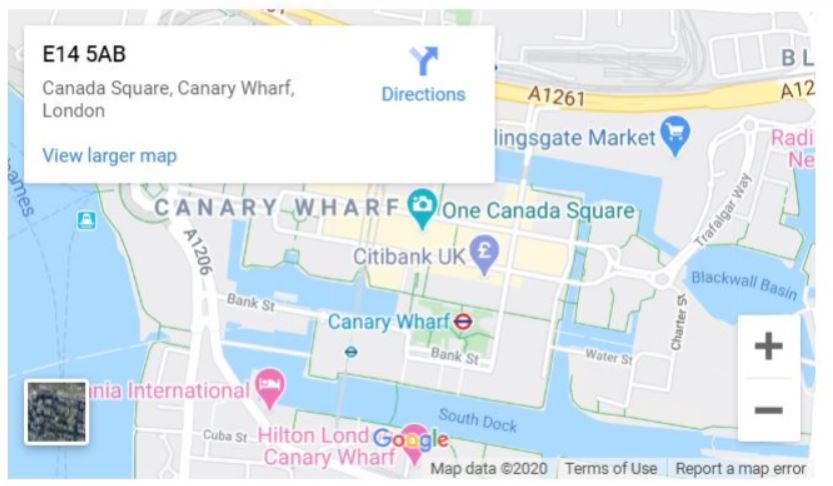 E14 5AB
Canada Square, Canary Wharf,
London
Directions
View larger map
A1261
BL
A12
lingsgate Market
Radi
Ne
ames
CANARY WHARF
One Canada Square
Trafalgar Way
A1206
Citibank UK
£
Blackwall Basin
Bank St
Canary Wharf
Charter St
Bank St
Water St
+
−
nia International
South Dock
Cuba St
Hilton Lond
Canary Wharf
Google
Map data ©2020
Terms of Use
Report a map error